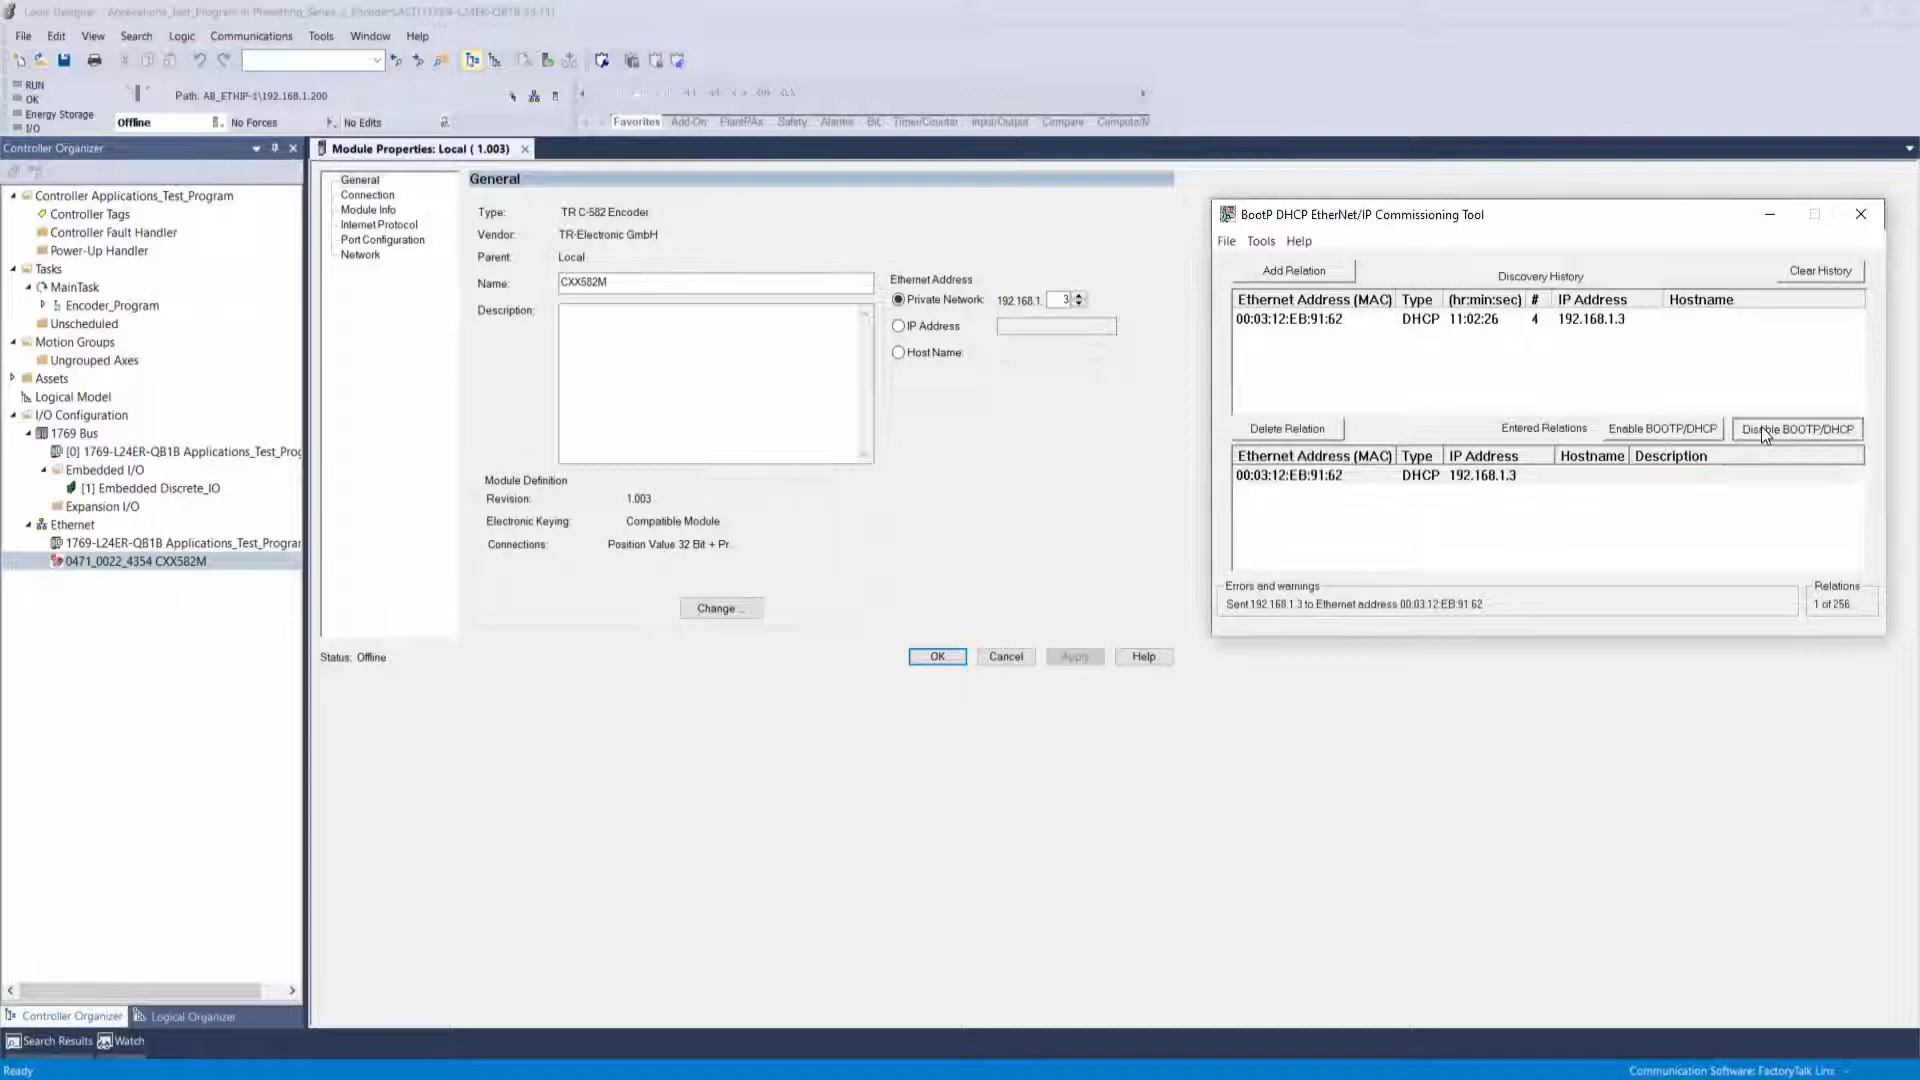 File Edit View Search Logic Communications Tools Window Help
RUN
OK
Energy Storage
I/O
Path: AB_ETHIP-1\192.168.1.200
Offline
No Forces
No Edits
Favorites Add-On PlantPAx Safety Alarms Bit Timer/Counter Input/Output Compare Compute/M
Controller Organizer
Controller Applications_Test_Program
Controller Tags
Controller Fault Handler
Power-Up Handler
Tasks
MainTask
Encoder_Program
Unscheduled
Motion Groups
Ungrouped Axes
Assets
Logical Model
I/O Configuration
1769 Bus
[0] 1769-L24ER-QB1B Applications_Test_Prog
Embedded I/O
[1] Embedded Discrete_IO
Expansion I/O
Ethernet
1769-L24ER-QB1B Applications_Test_Program
0471_0022_4354 CXX582M
Controller Organizer
Logical Organizer
Search Results
Watch
Ready
Module Properties: Local ( 1.003)
General
Connection
Module Info
Internet Protocol
Port Configuration
Network
General
Type: TR C-582 Encoder
Vendor: TR-Electronic GmbH
Parent: Local
Name: CXX582M
Description:
Ethernet Address
Private Network: 192.168.1. 3
IP Address
Host Name:
Module Definition
Revision: 1.003
Electronic Keying: Compatible Module
Connections: Position Value 32 Bit + Pr..
Change ...
Status: Offline
OK
Cancel
Apply
Help
BootP DHCP EtherNet/IP Commissioning Tool
File Tools Help
Add Relation
Discovery History
Clear History
Ethernet Address (MAC) Type (hr:min:sec) # IP Address Hostname
00:03:12:EB:91:62 DHCP 11:02:26 4 192.168.1.3
Delete Relation
Entered Relations
Enable BOOTP/DHCP
Disable BOOTP/DHCP
Ethernet Address (MAC) Type IP Address Hostname Description
00:03:12:EB:91:62 DHCP 192.168.1.3
Errors and warnings
Sent 192.168.1.3 to Ethernet address 00:03:12:EB:91:62
Relations
1 of 256
Communication Software: FactoryTalk Linx